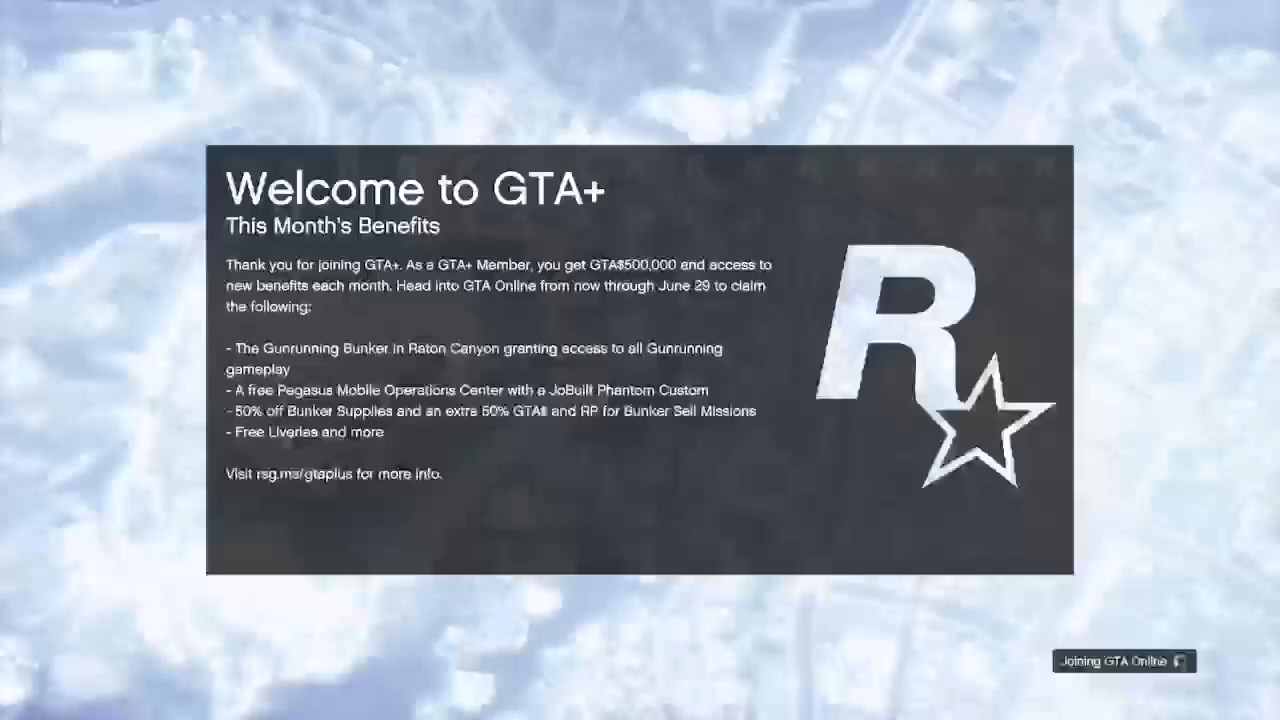 Welcome to GTA+
This Month's Benefits
Thank you for joining GTA+. As a GTA+ Member, you get GTA$500,000 and access to
new benefits each month. Head into GTA Online from now through June 29 to claim
the following:
- The Gunrunning Bunker in Raton Canyon granting access to all Gunrunning
gameplay
- A free Pegasus Mobile Operations Center with a JoBuilt Phantom Custom
- 50% off Bunker Supplies and an extra 50% GTA$ and RP for Bunker Sell Missions
- Free Liveries and more
Visit rsg.ms/gtaplus for more info.
R
Joining GTA Online